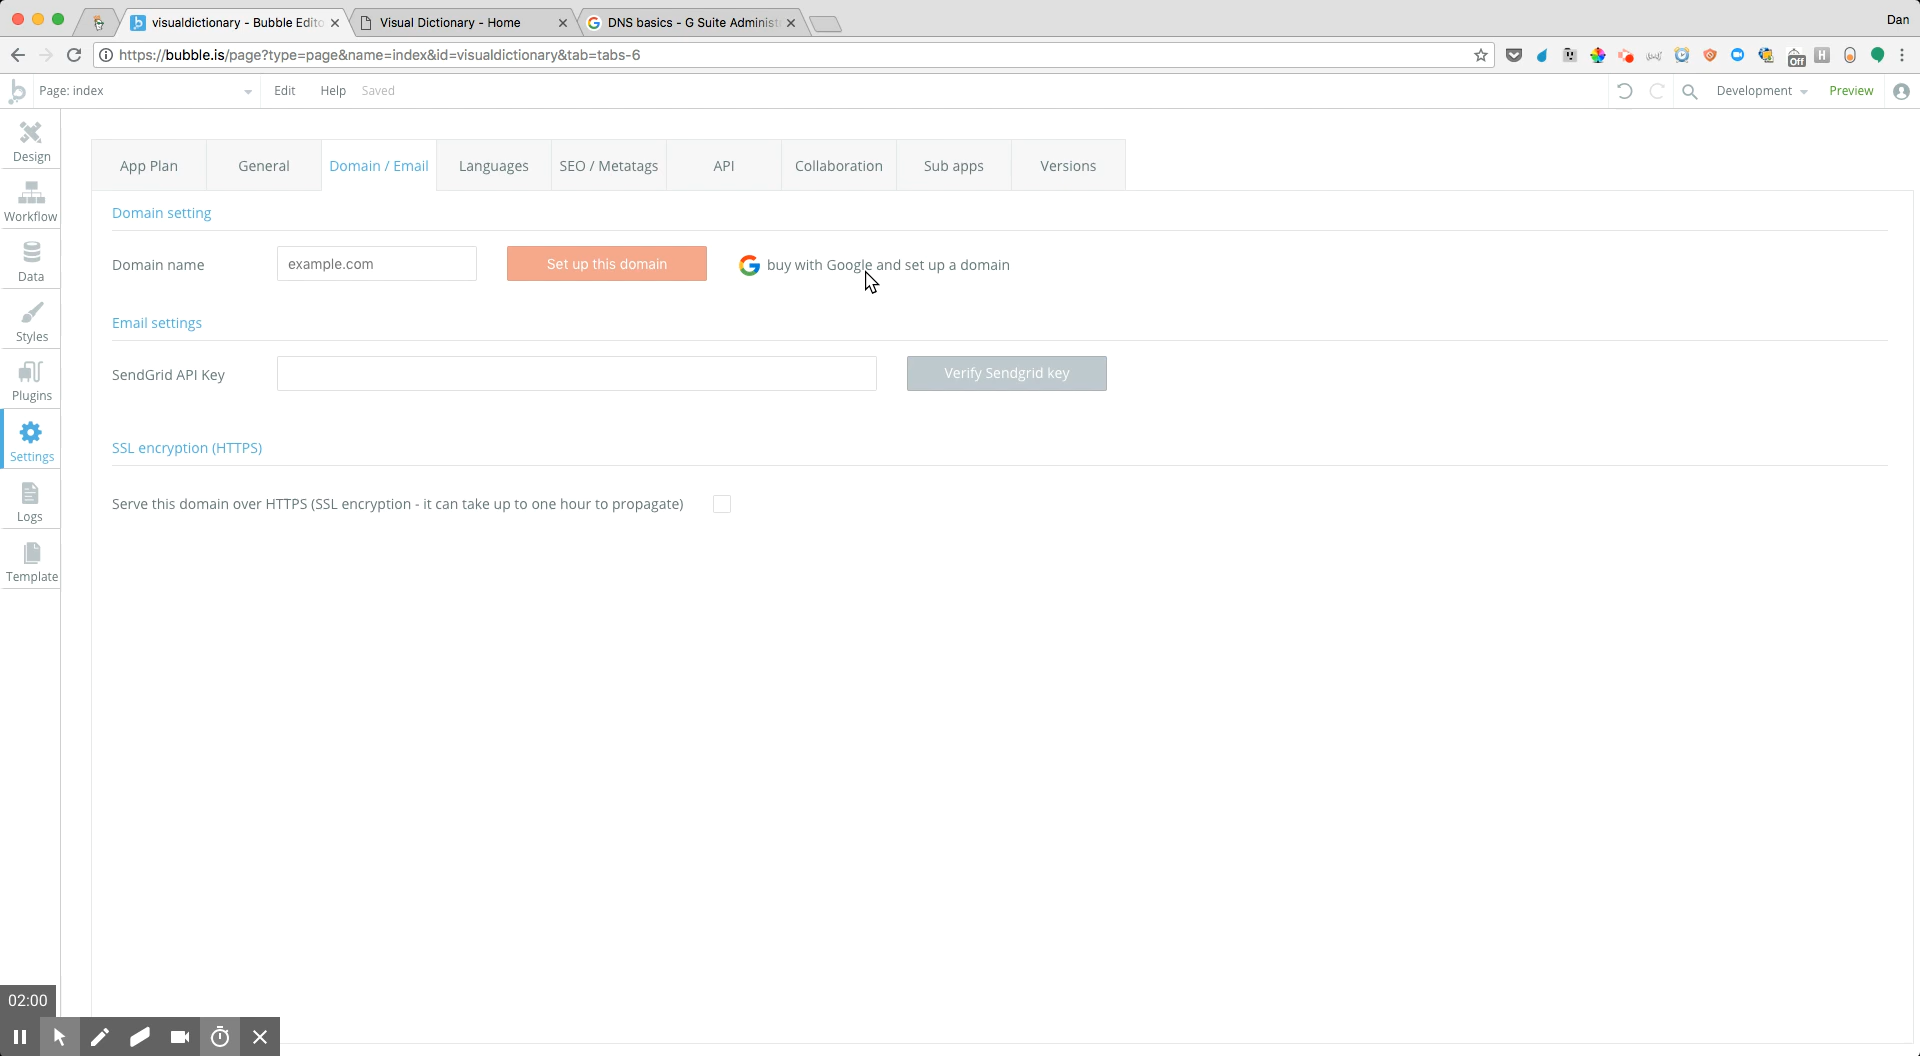 visualdictionary - Bubble Edito
Visual Dictionary - Home
DNS basics - G Suite Administ
Dan
https://bubble.is/page?type=page&name=index&id=visualdictionary&tab=tabs-6
Off
H
Page: index
Edit
Help
Saved
Development
Preview
Design
Workflow
Data
Styles
Plugins
Settings
Logs
Template
App Plan
General
Domain / Email
Languages
SEO / Metatags
API
Collaboration
Sub apps
Versions
Domain setting
Domain name
example.com
Set up this domain
buy with Google and set up a domain
Email settings
SendGrid API Key
Verify Sendgrid key
SSL encryption (HTTPS)
Serve this domain over HTTPS (SSL encryption - it can take up to one hour to propagate)
02:00